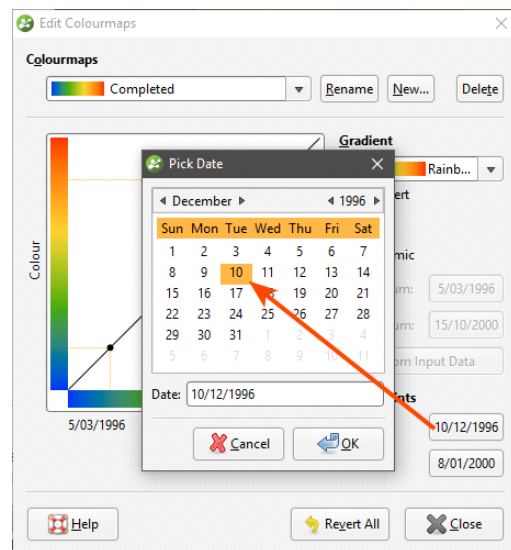 Edit Colourmaps
Colourmaps
Completed
Rename
New...
Delete
Gradient
Rainb...
Pick Date
December
1996
Sun Mon Tue Wed Thu Fri Sat
1 2 3 4 5 6 7
8 9 10 11 12 13 14
15 16 17 19 20 21
22 23 24 25 26 27 28
29 30 31 1 2 3 4
5 6 7 8 9 10 11
Date: 10/12/1996
Cancel
OK
Colour
5/03/1996
ert
mic
um: 5/03/1996
um: 15/10/2000
om Input Data
nts
10/12/1996
8/01/2000
Help
Revert All
Close